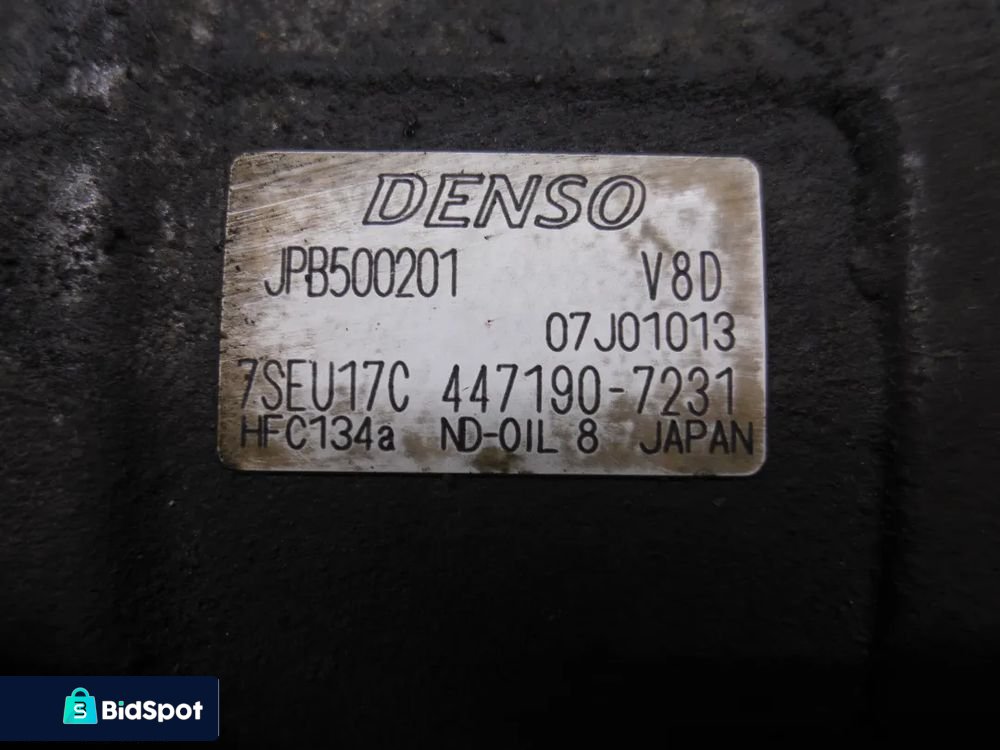 DENSO
JPB500201 V8D
07J01013
7SEU17C 447190-7231
HFC134a ND-OIL 8 JAPAN
BidSpot